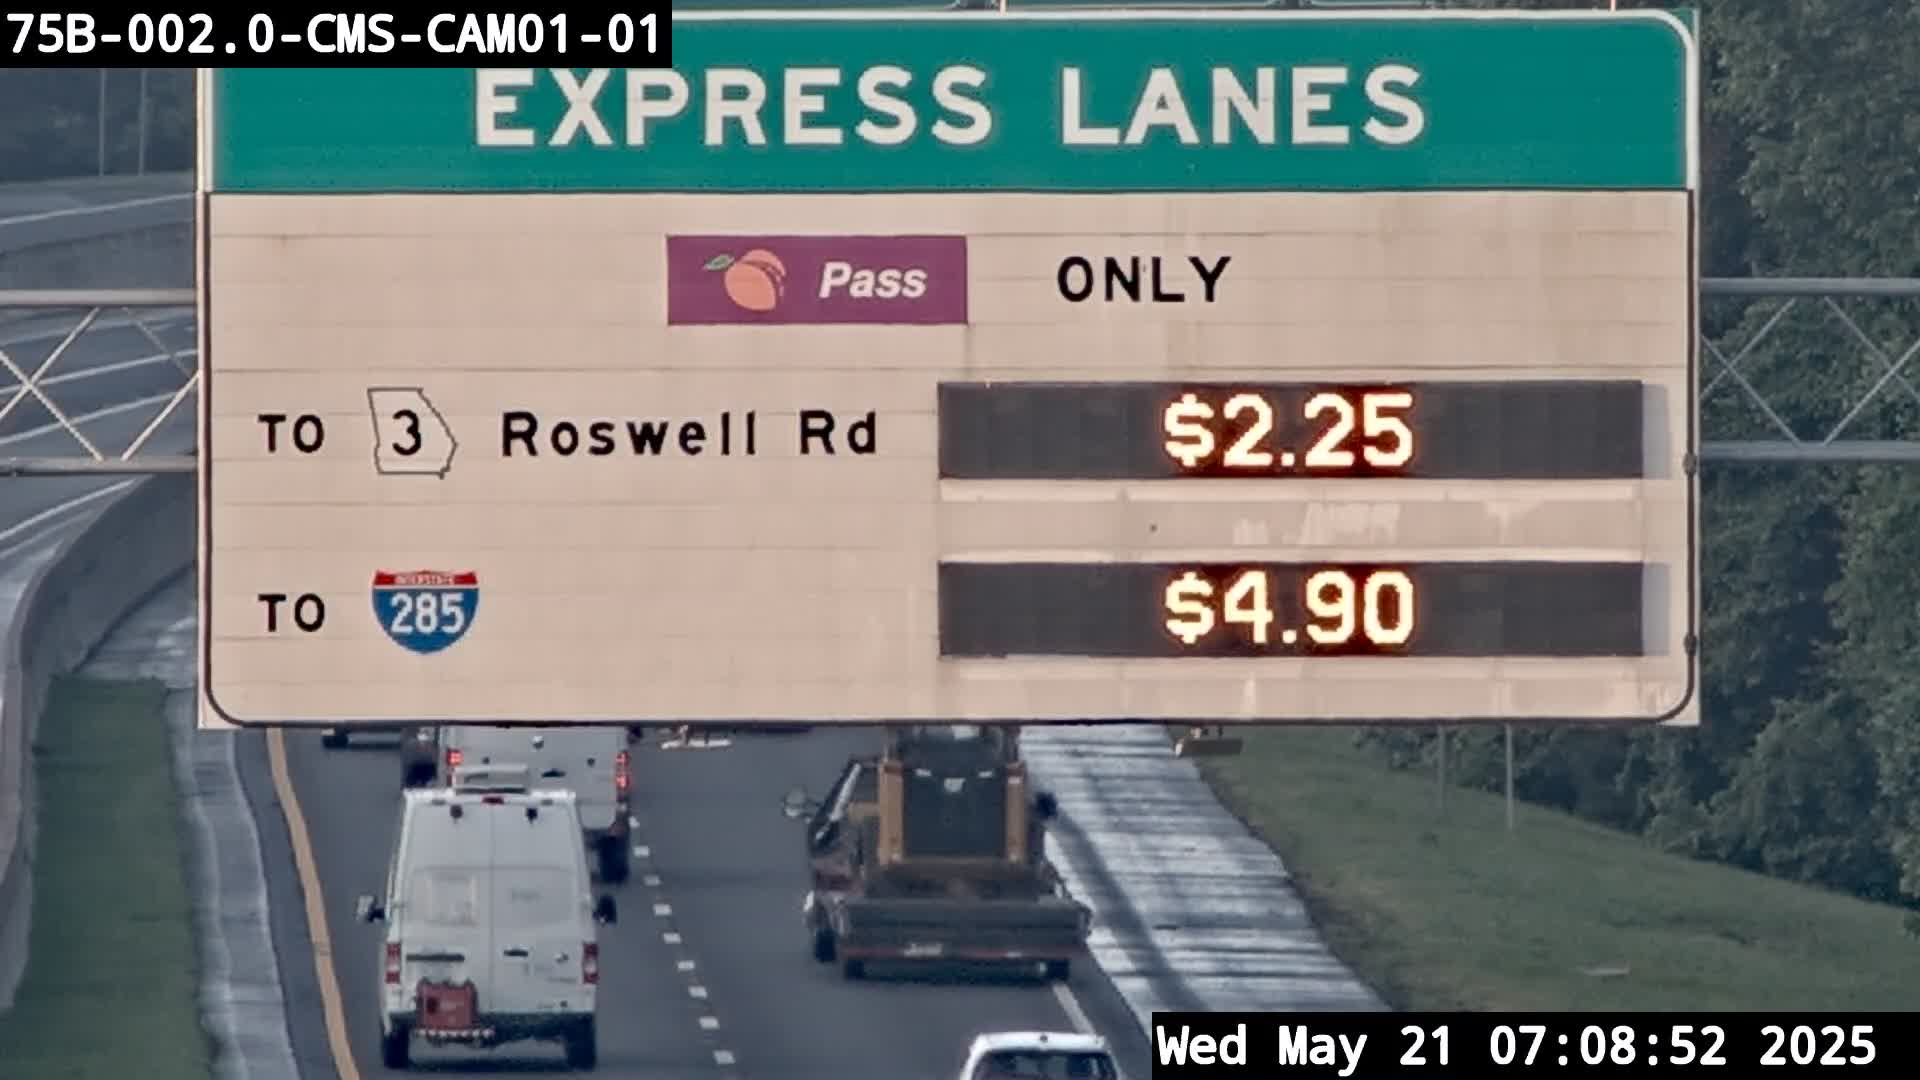 75B-002.0-CMS-CAM01-01
EXPRESS LANES
Pass ONLY
TO 3 Roswell Rd $2.25
TO INTERSTATE 285 $4.90
Wed May 21 07:08:52 2025